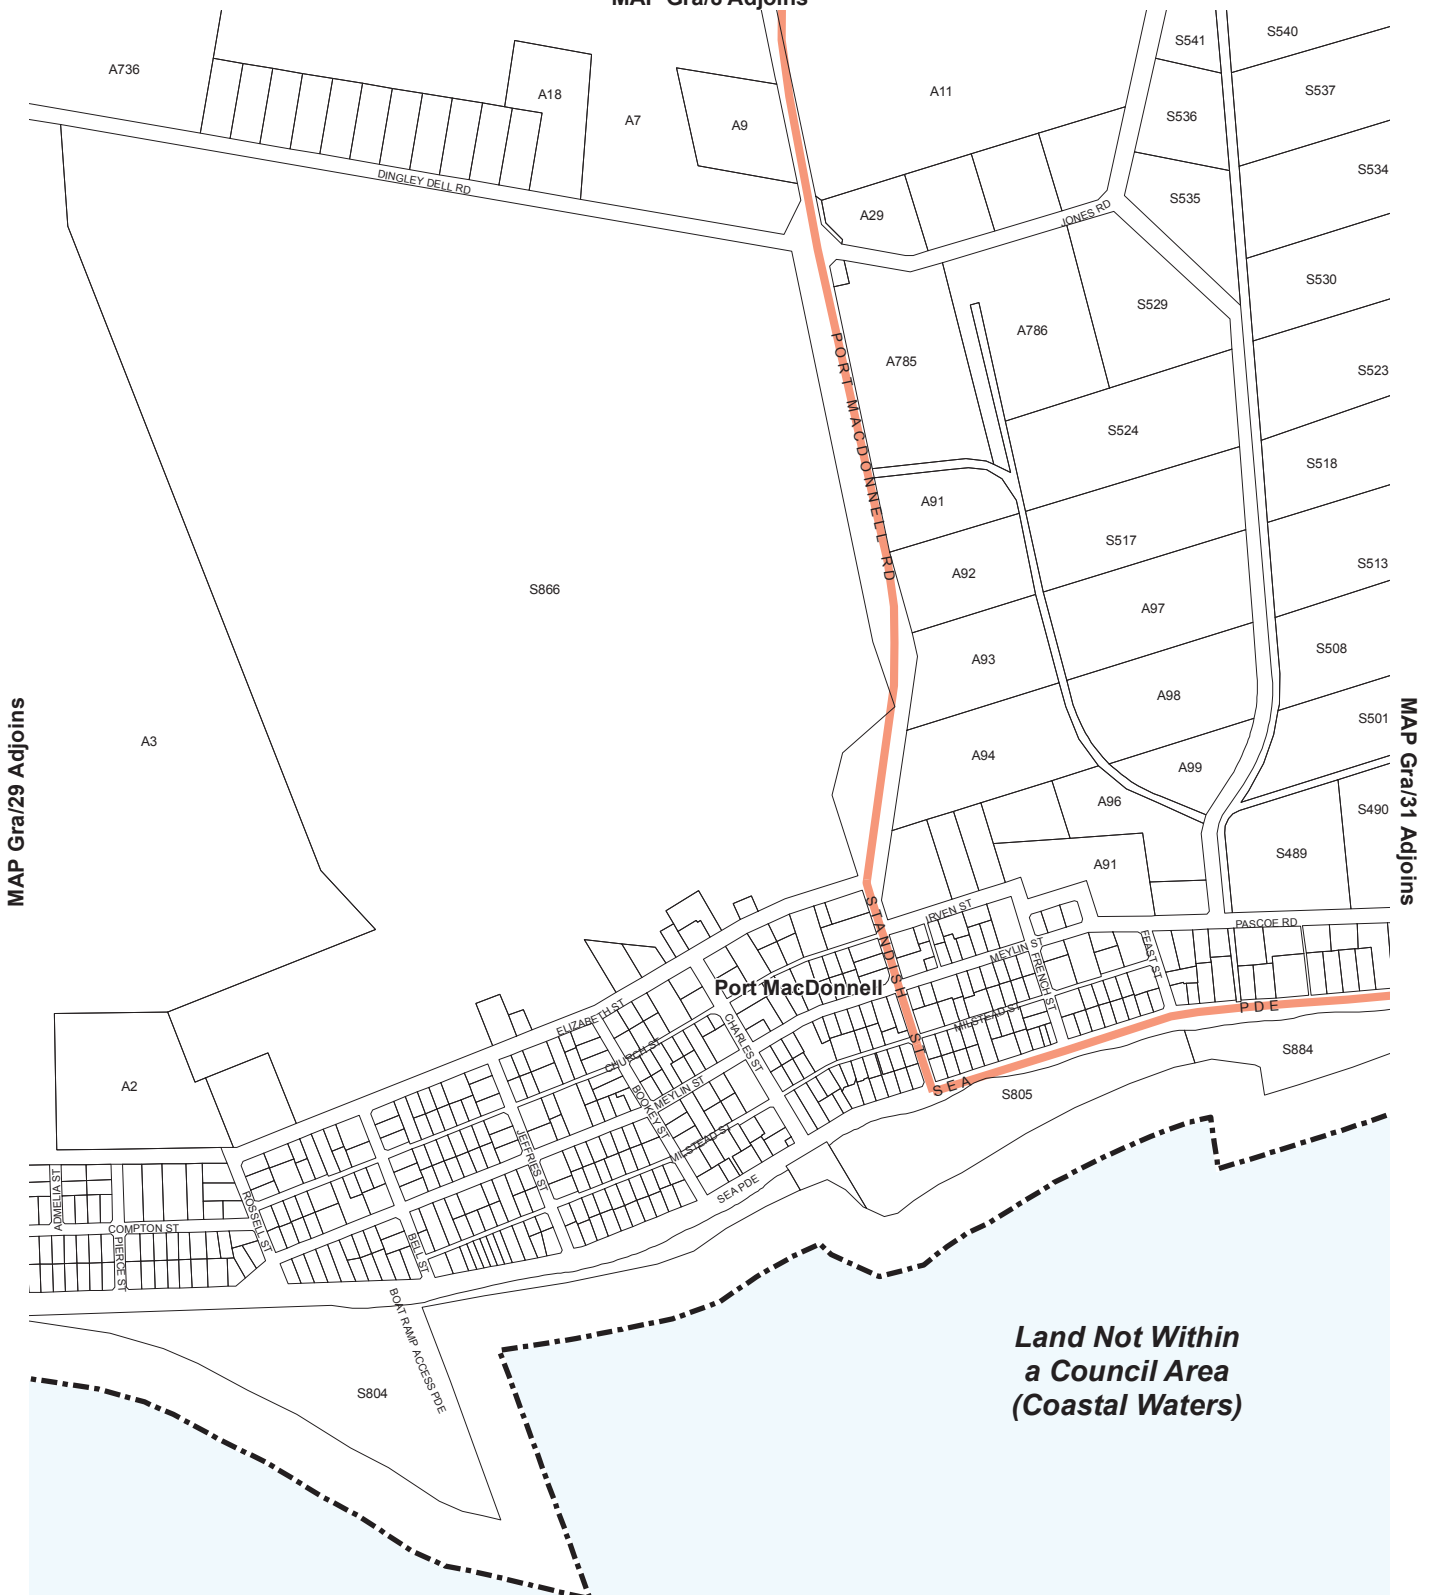 MAP Gra/6 Adjoins
S541
S540
A736
A18
A11
S537
A7
A9
S536
S534
DINGLEY DELL RD
S535
A29
JONES RD
S530
S529
A786
PORT MACDONNELL RD
A785
S523
S524
S518
A91
S517
S513
A92
S866
A97
S508
A93
A98
S501
MAP Gra/29 Adjoins
MAP Gra/31 Adjoins
A3
A94
A99
A96
S490
S489
A91
STANDISH ST
IRVEN ST
PASCOE RD
MEYLIN ST
FEAST ST
FRENCH ST
Port MacDonnell
PDE
ELIZABETH ST
MILSTEAD ST
CHARLES ST
CHURCH ST
S884
A2
SEA
S805
MEYLIN ST
BOOKEY ST
JEFFRIES ST
MILSTEAD ST
SEA PDE
ADMELIA ST
ROSSELL ST
COMPTON ST
PIERCE ST
BELL ST
BOAT RAMP ACCESS PDE
Land Not Within
a Council Area
(Coastal Waters)
S804